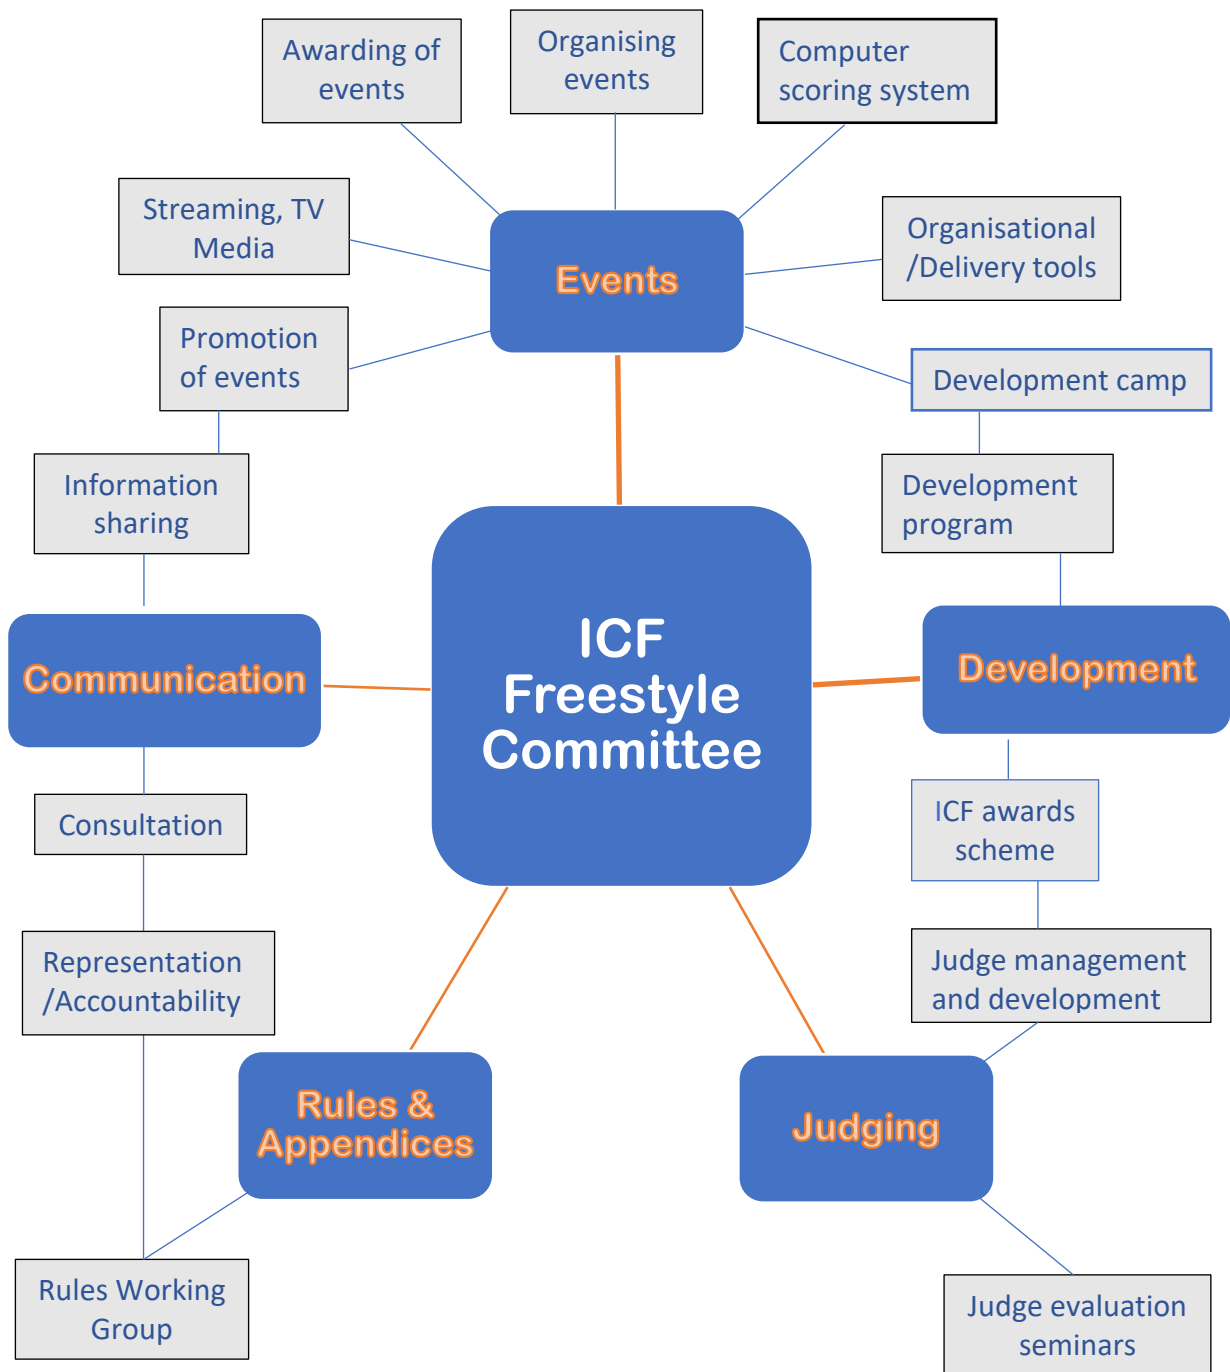 Awarding of
events
Organising
events
Computer
scoring system
Streaming, TV
Media
Organisational
/Delivery tools
Events
Promotion
of events
Development camp
Information
sharing
Development
program
ICF
Freestyle
Committee
Communication
Development
Consultation
ICF awards
scheme
Representation
/Accountability
Judge management
and development
Rules &
Appendices
Judging
Rules Working
Group
Judge evaluation
seminars